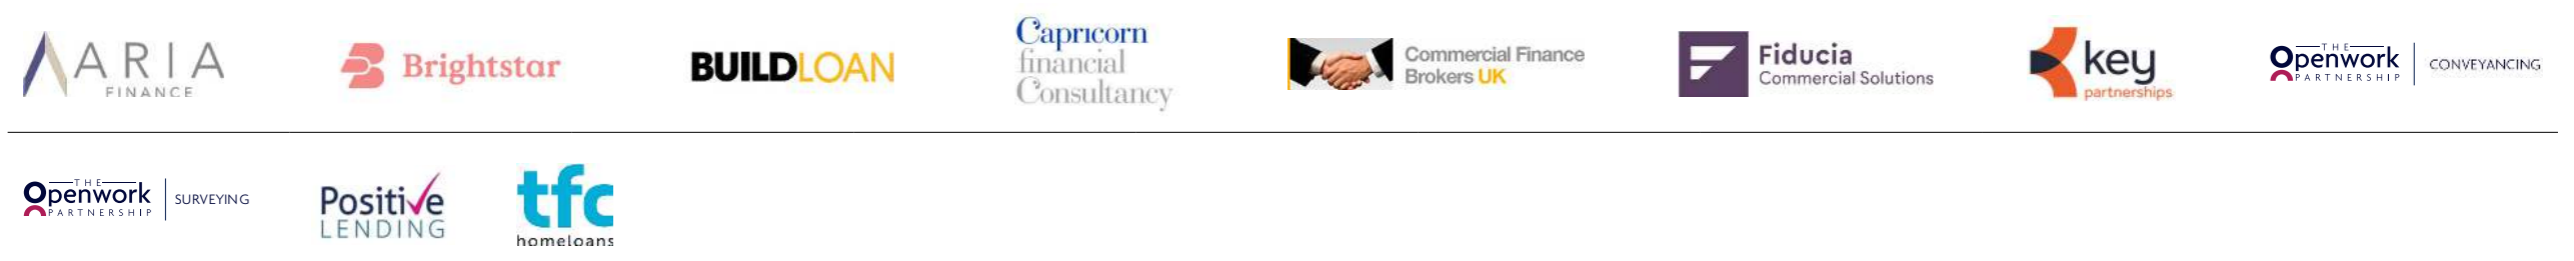 ARIA
FINANCE
Brightstar
BUILDLOAN
Capricorn
financial
Consultancy
Commercial Finance
Brokers UK
Fiducia
Commercial Solutions
key
partnerships
THE
Openwork
PARTNERSHIP
CONVEYANCING
THE
Openwork
PARTNERSHIP
SURVEYING
Positive
LENDING
tfc
homeloans